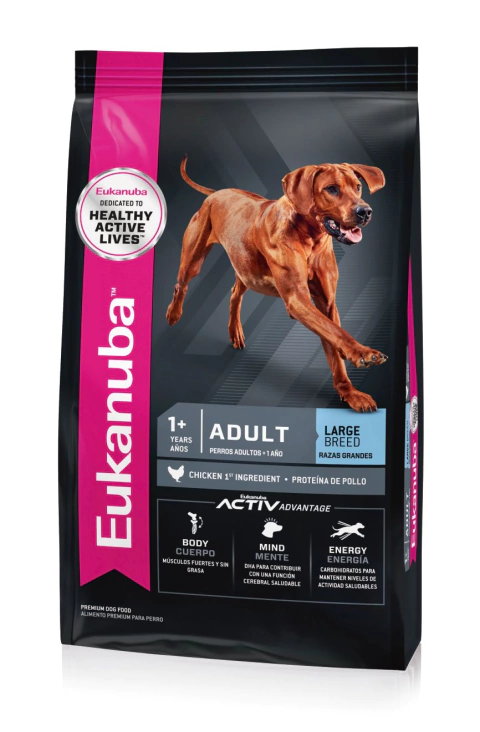 Eukanuba
DEDICATED TO
HEALTHY
ACTIVE
LIVES™
Eukanuba™
1+
YEARS
AÑOS
ADULT
PERROS ADULTOS • 1 AÑO
LARGE
BREED
RAZAS GRANDES
CHICKEN 1ST INGREDIENT • PROTEÍNA DE POLLO
Eukanuba
ACTIV ADVANTAGE
BODY
CUERPO
MÚSCULOS FUERTES Y SIN
GRASA
MIND
MENTE
DHA PARA CONTRIBUIR
CON UNA FUNCIÓN
CEREBRAL SALUDABLE
ENERGY
ENERGÍA
CARBOHIDRATOS PARA
MANTENER NIVELES DE
ACTIVIDAD SALUDABLES
PREMIUM DOG FOOD
ALIMENTO PREMIUM PARA PERRO
Eukanuba
ADULT